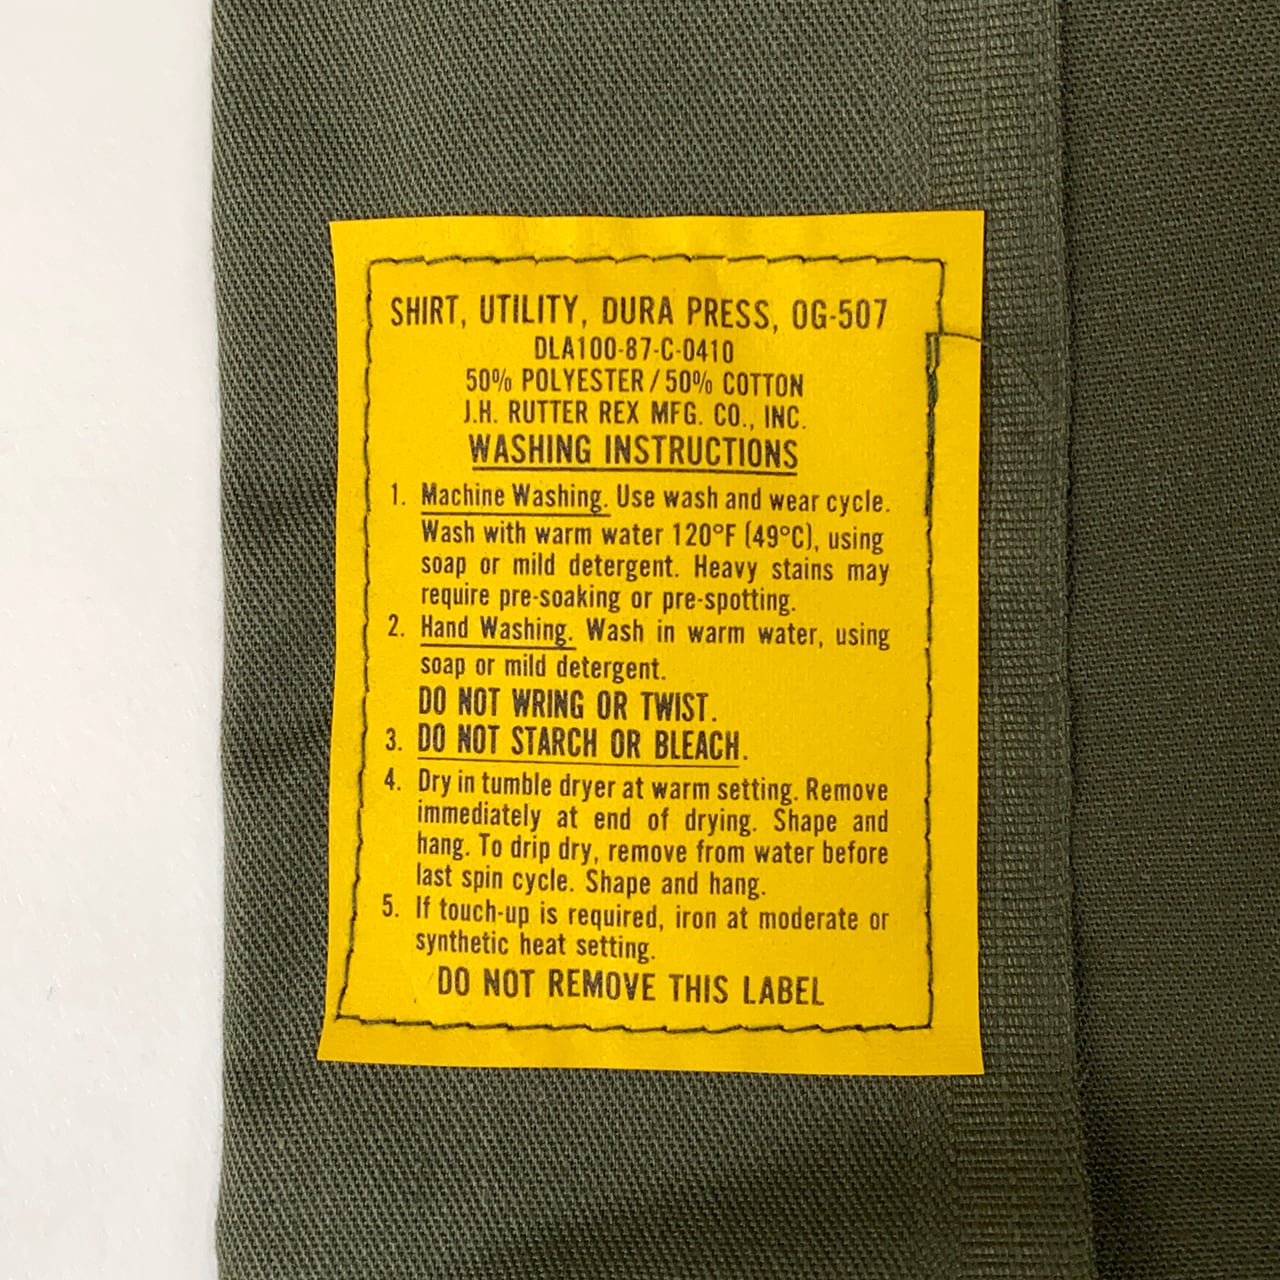 SHIRT, UTILITY, DURA PRESS, OG-507
DLA100-87-C-0410
50% POLYESTER / 50% COTTON
J.H. RUTTER REX MFG. CO., INC.
WASHING INSTRUCTIONS
1. Machine Washing. Use wash and wear cycle.
Wash with warm water 120°F (49°C), using
soap or mild detergent. Heavy stains may
require pre-soaking or pre-spotting.
2. Hand Washing. Wash in warm water, using
soap or mild detergent.
DO NOT WRING OR TWIST.
3. DO NOT STARCH OR BLEACH.
4. Dry in tumble dryer at warm setting. Remove
immediately at end of drying. Shape and
hang. To drip dry, remove from water before
last spin cycle. Shape and hang.
5. If touch-up is required, iron at moderate or
synthetic heat setting.
DO NOT REMOVE THIS LABEL